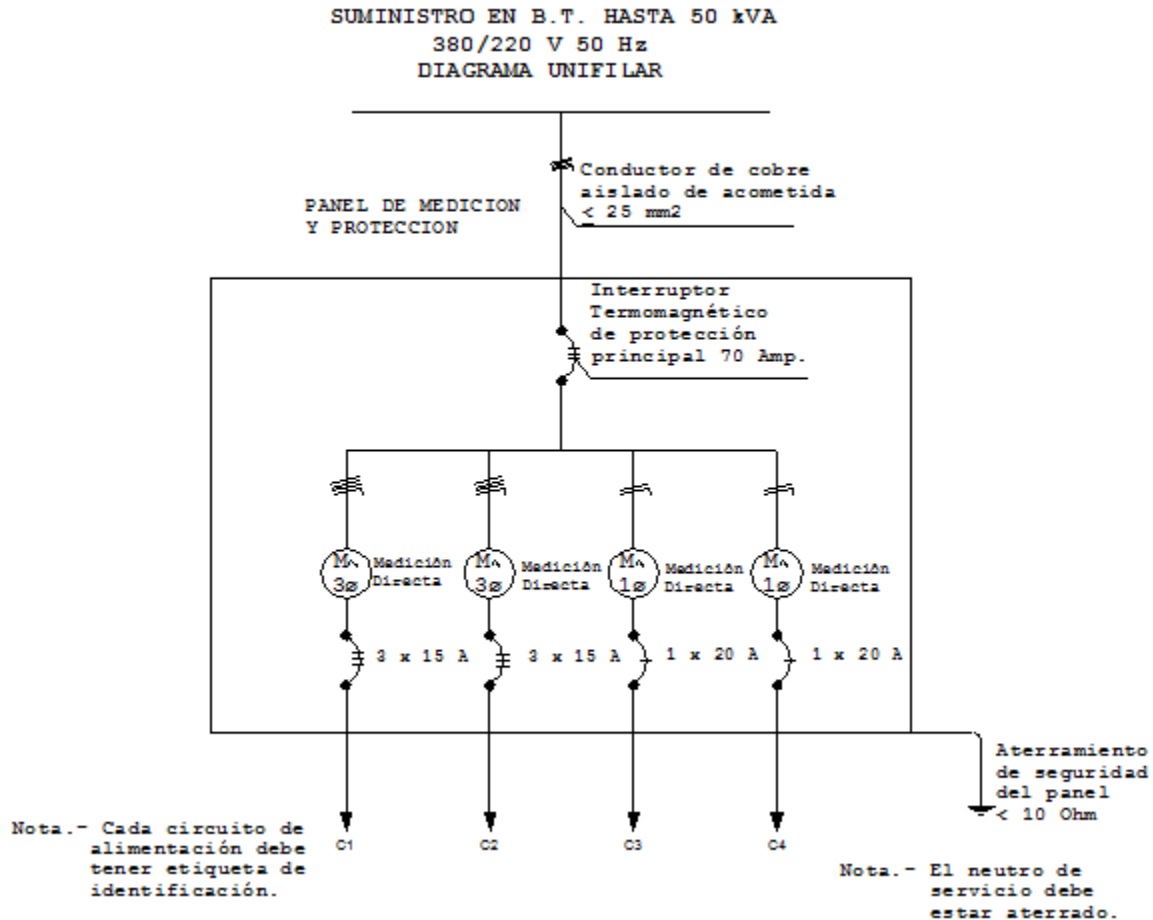 SUMINISTRO EN B.T. HASTA 50 kVA
380/220 V 50 Hz
DIAGRAMA UNIFILAR
Conductor de cobre
aislado de acometida
< 25 mm2
PANEL DE MEDICION
Y PROTECCION
Interruptor
Termomagnético
de protección
principal 70 Amp.
M~
3ø
Medición
Directa
M~
3ø
Medición
Directa
M~
1ø
Medición
Directa
M~
1ø
Medición
Directa
3 x 15 A
3 x 15 A
1 x 20 A
1 x 20 A
Aterramiento
de seguridad
del panel
< 10 Ohm
C1
C2
C3
C4
Nota.- Cada circuito de
alimentación debe
tener etiqueta de
identificación.
Nota.- El neutro de
servicio debe
estar aterrado.